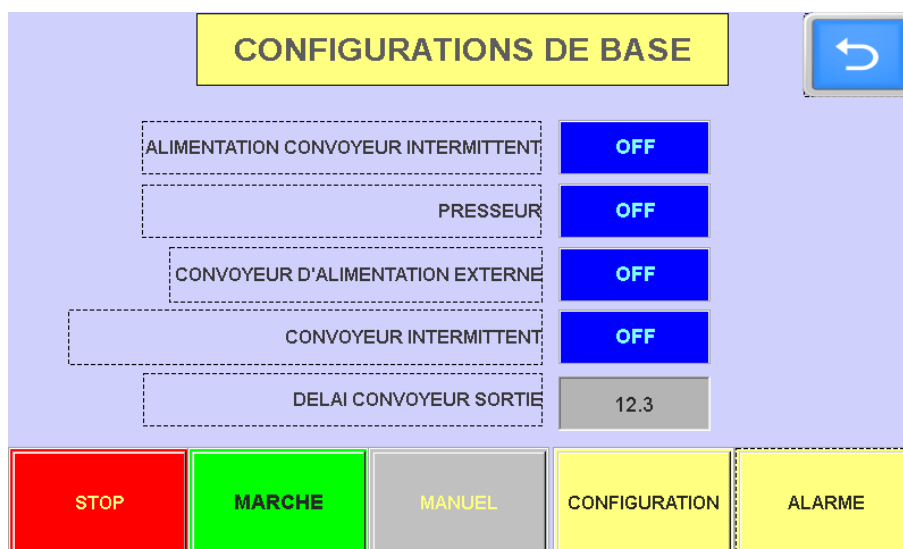 CONFIGURATIONS DE BASE
ALIMENTATION CONVOYEUR INTERMITTENT OFF
PRESSEUR OFF
CONVOYEUR D'ALIMENTATION EXTERNE OFF
CONVOYEUR INTERMITTENT OFF
DELAI CONVOYEUR SORTIE 12.3
STOP MARCHE MANUEL CONFIGURATION ALARME